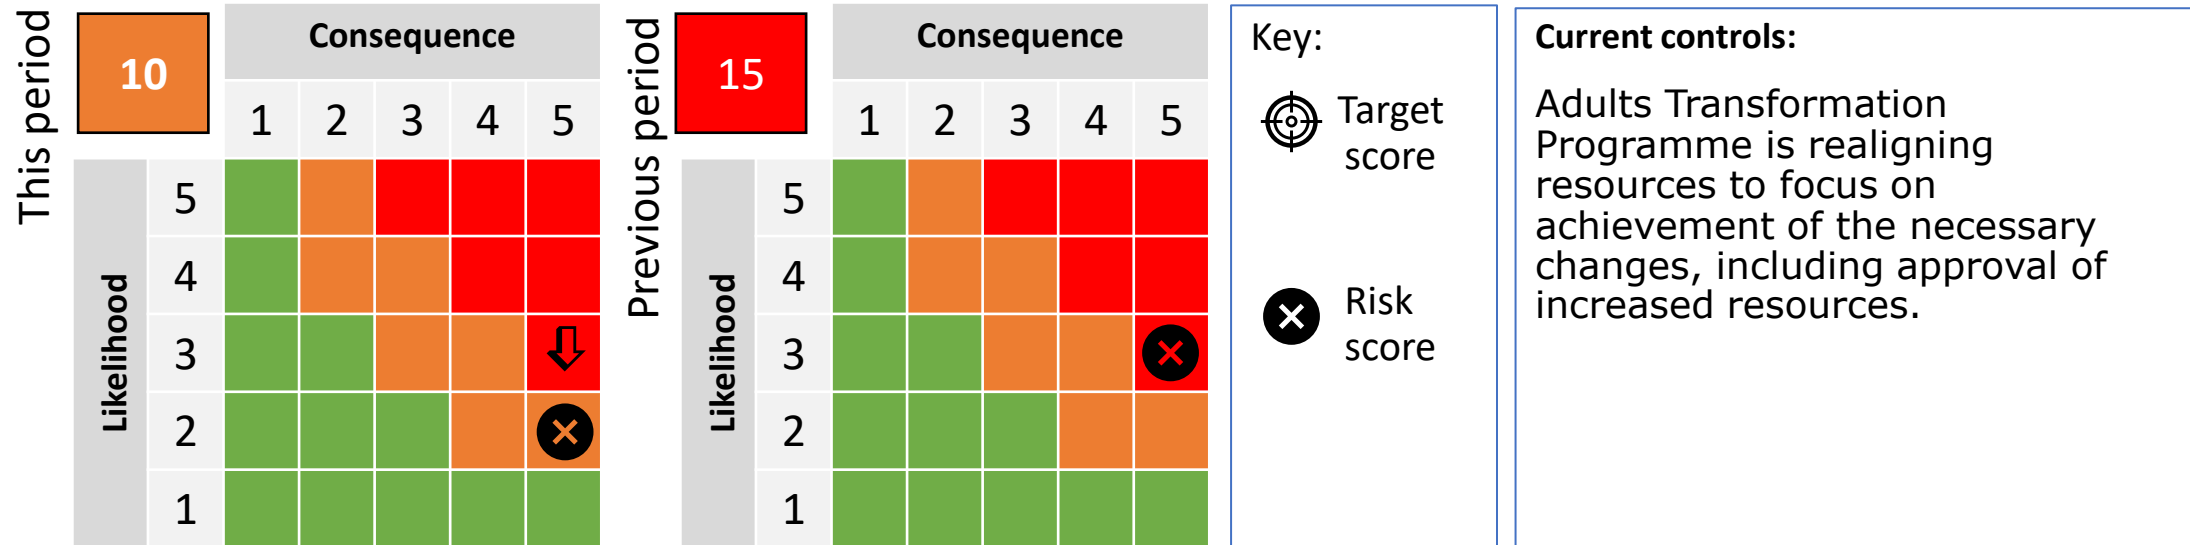 This period
10
Consequence
1 2 3 4 5
Likelihood
5
4
3
2
1
Previous period
15
Consequence
1 2 3 4 5
Likelihood
5
4
3
2
1
Key:
Target
score
Risk
score
Current controls:
Adults Transformation
Programme is realigning
resources to focus on
achievement of the necessary
changes, including approval of
increased resources.